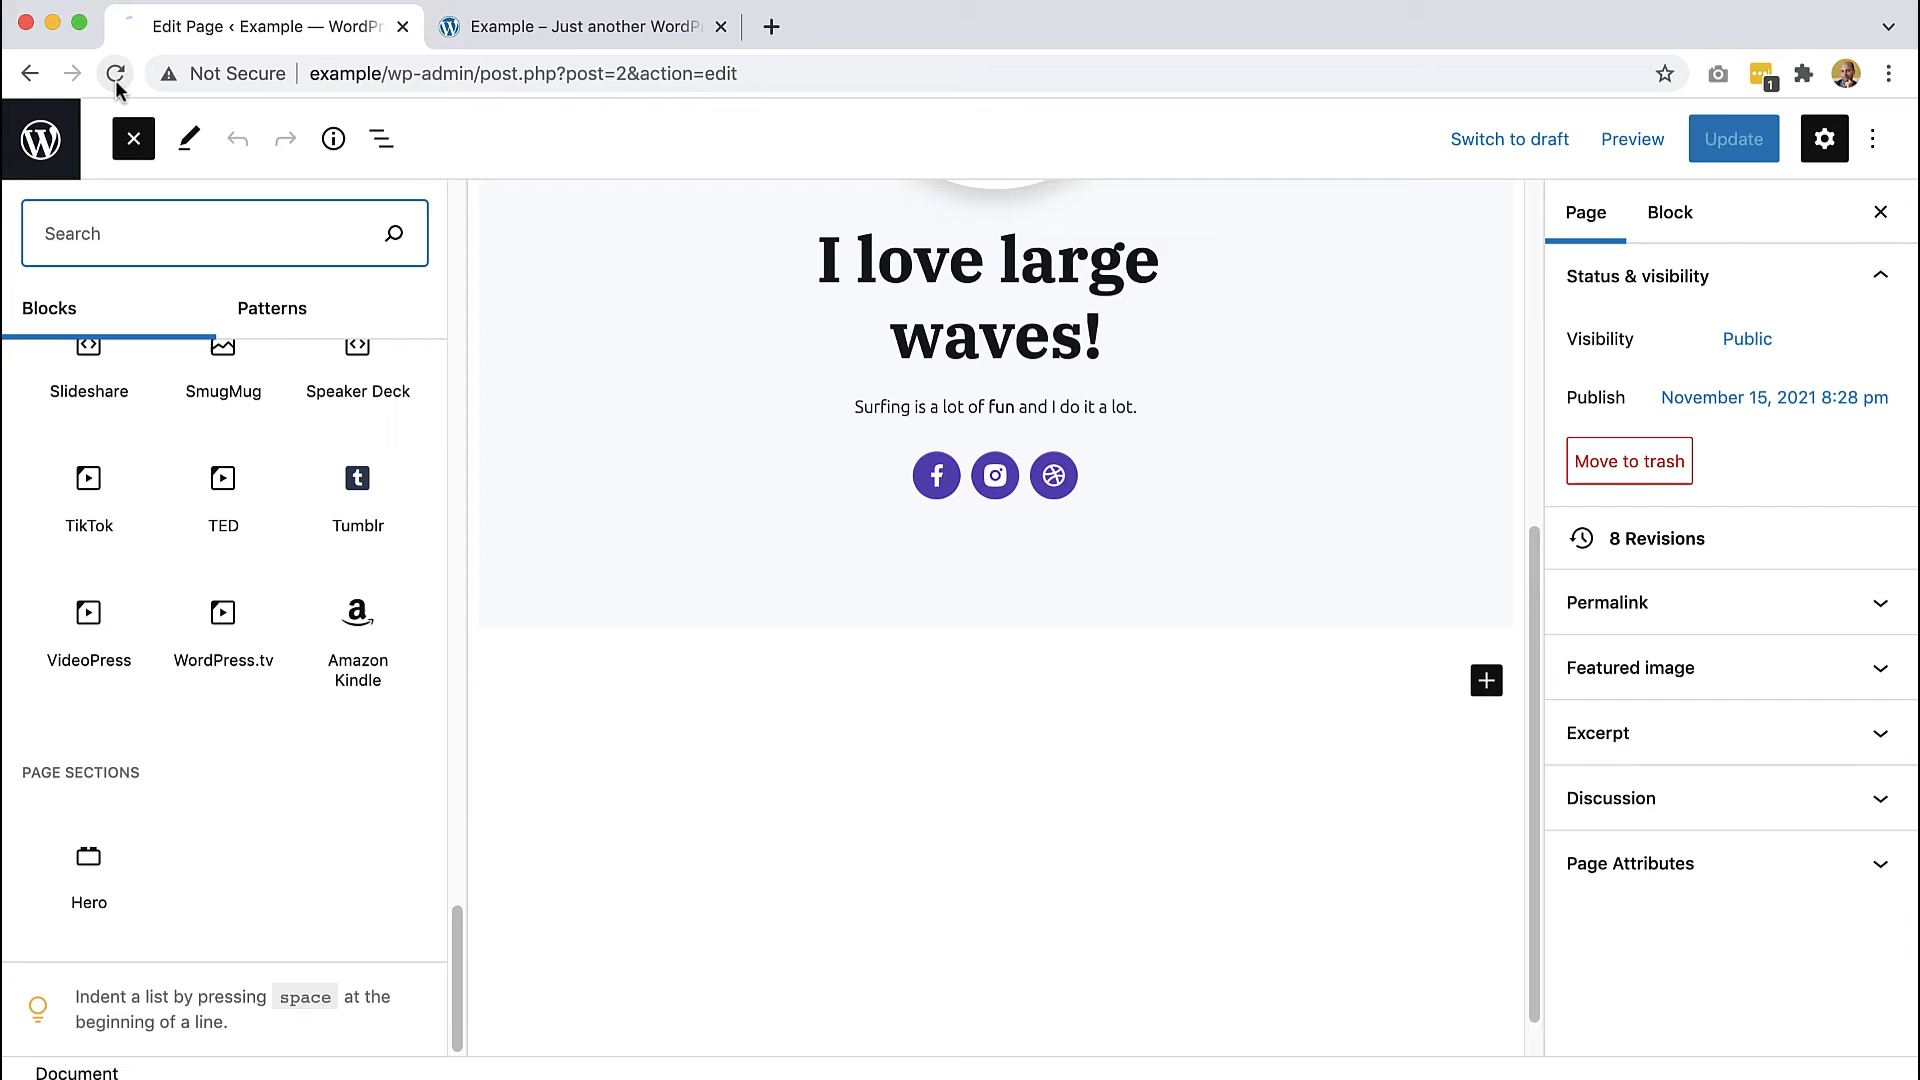 Edit Page ‹ Example — WordPr
Example – Just another WordP
Not Secure
example/wp-admin/post.php?post=2&action=edit
1
Switch to draft
Preview
Update
Search
Blocks
Patterns
Slideshare
SmugMug
Speaker Deck
TikTok
TED
Tumblr
VideoPress
WordPress.tv
Amazon
Kindle
PAGE SECTIONS
Hero
Indent a list by pressing space at the
beginning of a line.
Document
I love large
waves!
Surfing is a lot of fun and I do it a lot.
Page
Block
Status & visibility
Visibility
Public
Publish
November 15, 2021 8:28 pm
Move to trash
8 Revisions
Permalink
Featured image
Excerpt
Discussion
Page Attributes